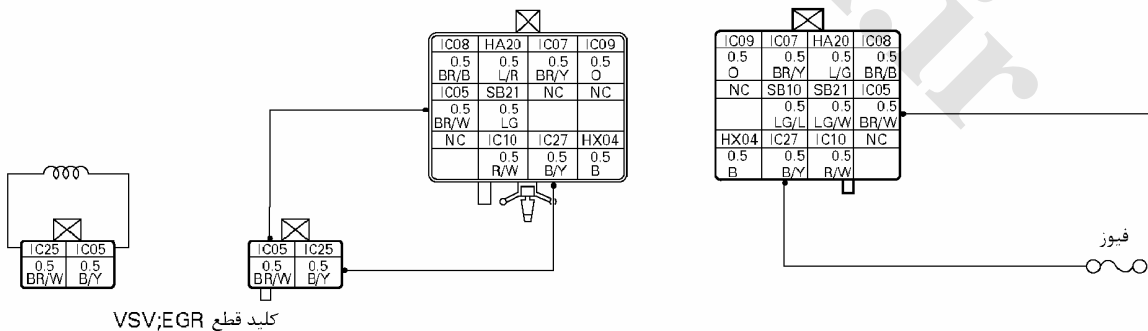 IC08 HA20 IC07 IC09
0.5 0.5 0.5 0.5
BR/B L/R BR/Y O
IC05 SB21 NC NC
0.5 0.5
BR/W LG
NC IC10 IC27 HX04
0.5 0.5 0.5
R/W B/Y B
IC09 IC07 HA20 IC08
0.5 0.5 0.5 0.5
O BR/Y L/G BR/B
NC SB10 SB21 IC05
0.5 0.5 0.5
LG/L LG/W BR/W
HX04 IC27 IC10 NC
0.5 0.5 0.5
B B/Y R/W
فیوز
IC25 IC05
0.5 0.5
BR/W B/Y
IC05 IC25
0.5 0.5
BR/W B/Y
کلید قطع VSV;EGR